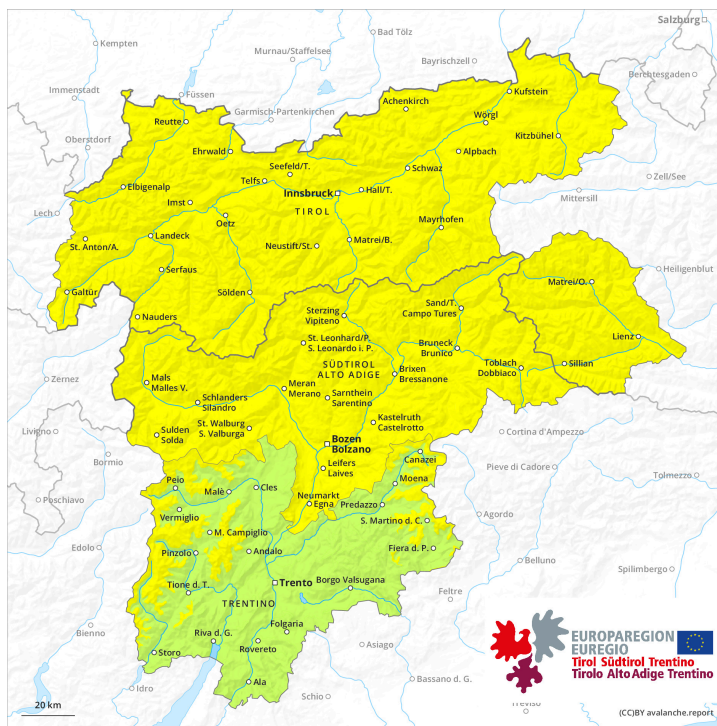 Salzburg
Kempten
Bad Tölz
Murnau/Staffelsee
Bayrischzell
Berchtesgaden
Immenstadt
Füssen
Achenkirch
Kufstein
Garmisch-Partenkirchen
Reutte
Wörgl
Oberstdorf
Kitzbühel
Ehrwald
Alpbach
Seefeld/T.
Schwaz
Zell/See
Telfs
Elbigenalp
Innsbruck
Hall/T.
Mittersill
Imst
TIROL
Lech
Oetz
Mayrhofen
Landeck
St. Anton/A.
Neustift/St.
Matrei/B.
Serfaus
Heiligenblut
Matrei/O.
Galtür
Sölden
Nauders
Sand/T.
Campo Tures
Sterzing
Vipiteno
Lienz
St. Leonhard/P.
S. Leonardo i. P.
Bruneck
Brunico
Toblach
Dobbiaco
Sillian
SÜDTIROL
ALTO ADIGE
Brixen
Bressanone
Zernez
Mals
Malles V.
Meran
Merano
Schlanders
Silandro
Sarnthein
Sarentino
Kastelruth
Castelrotto
St. Walburg
S. Valburga
Sulden
Solda
Livigno
Bozen
Bolzano
Cortina d'Ampezzo
Bormio
Canazei
Leifers
Laives
Pieve di Cadore
Tolmezzo
Peio
Moena
Poschiavo
Malè
Cles
Neumarkt
Egna
Predazzo
Vermiglio
Agordo
S. Martino d. C.
M. Campiglio
Edolo
Pinzolo
Andalo
Fiera d. P.
Belluno
Spilimbergo
Trento
Borgo Valsugana
Tione d. T.
Feltre
TRENTINO
Folgaria
Bienno
Riva d. G.
Rovereto
Storo
Asiago
Ala
Idro
Schio
Bassano d. G.
Treviso
EUROPAREGION
EUREGIO
Tirol Südtirol Trentino
Tirolo Alto Adige Trentino
20 km
(CC)BY avalanche.report